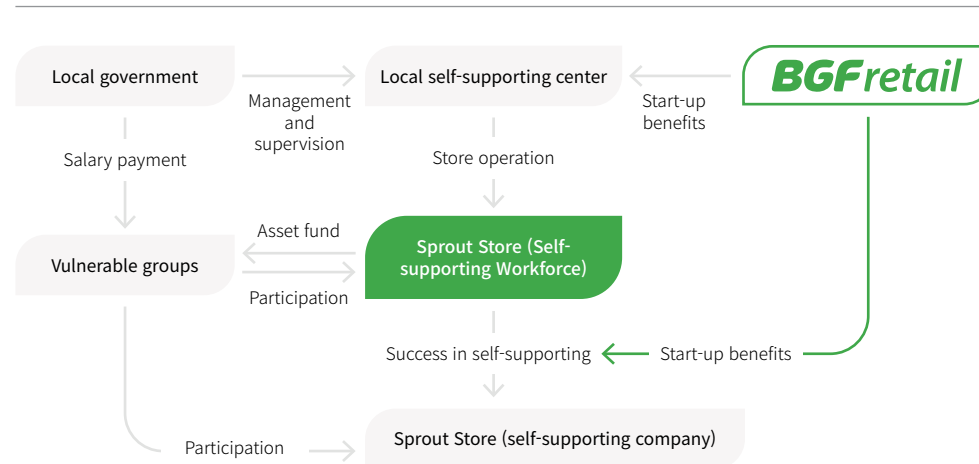 Local government
Local self-supporting center
BGFretail
Management
and
supervision
Start-up
benefits
Salary payment
Store operation
Asset fund
Sprout Store (Self-
supporting Workforce)
Vulnerable groups
Participation
Success in self-supporting
Start-up benefits
Sprout Store (self-supporting company)
Participation